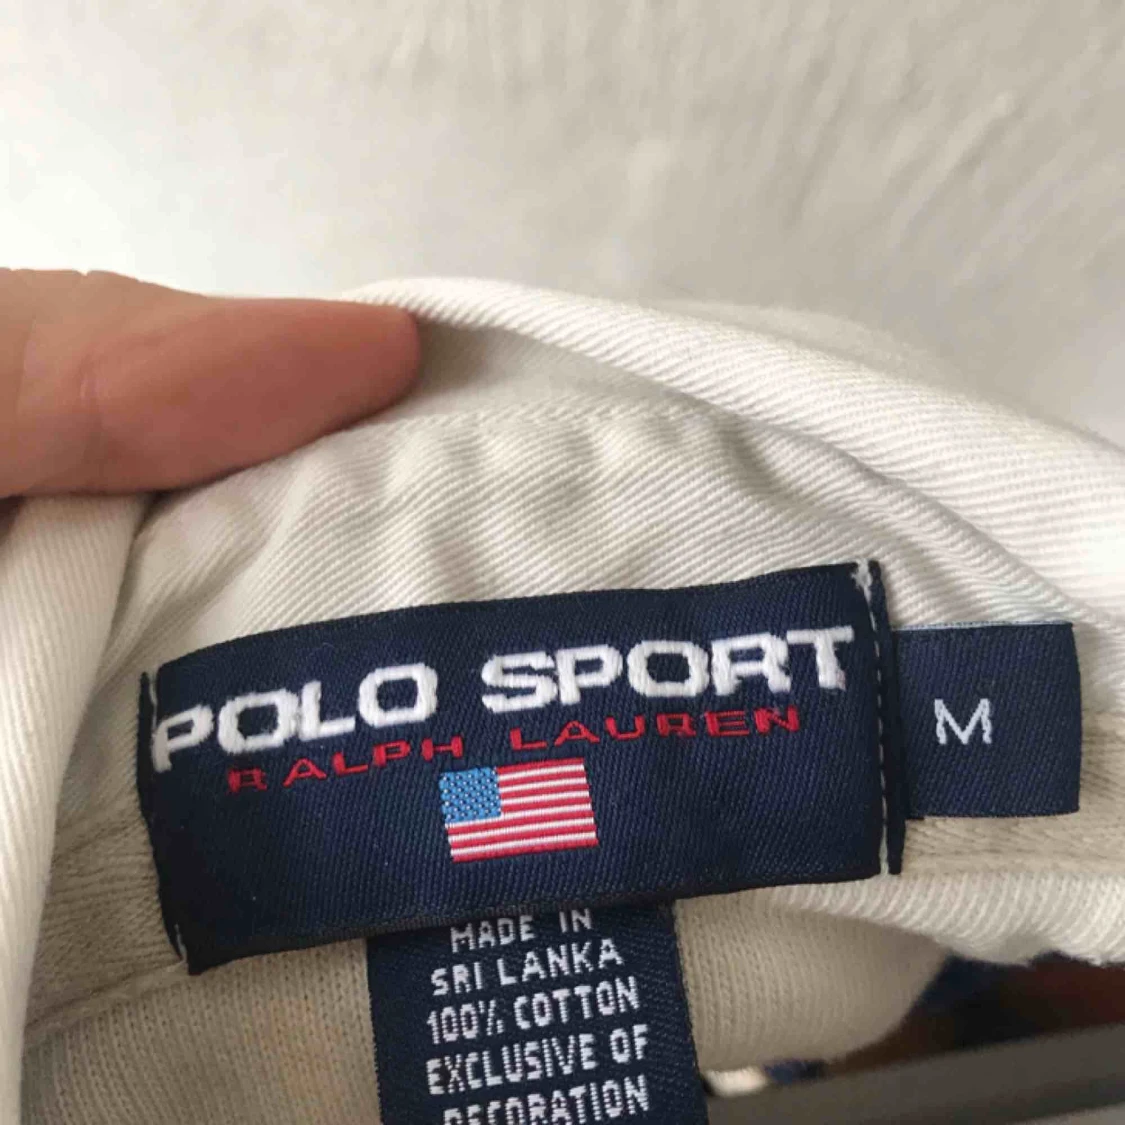 POLO SPORT
RALPH LAUREN
M
MADE IN
SRI LANKA
100% COTTON
EXCLUSIVE OF
DECORATION